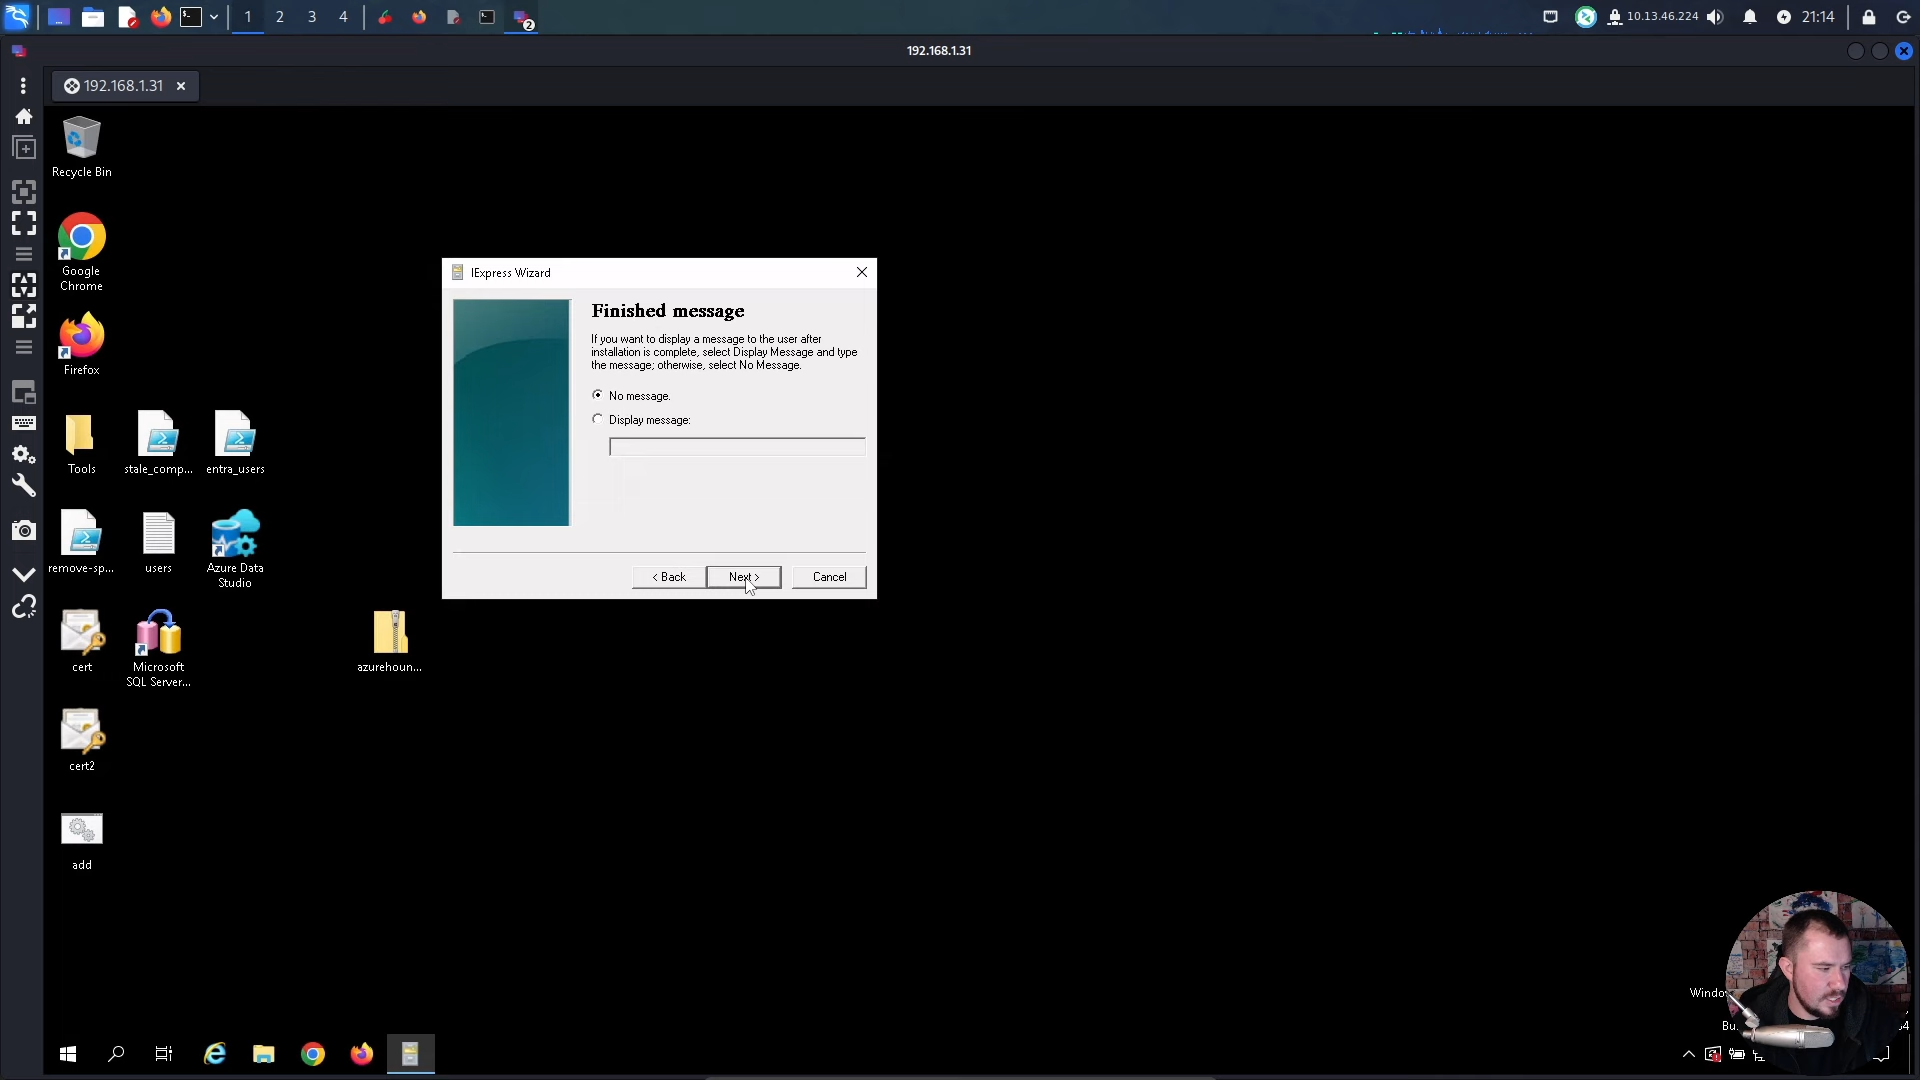 1
2
3
4
2
10.13.46.224
21:14
192.168.1.31
192.168.1.31
Recycle Bin
Google
Chrome
Firefox
Tools
stale_comp...
entra_users
remove-sp...
users
Azure Data
Studio
cert
Microsoft
SQL Server...
azurehoun...
cert2
add
IExpress Wizard
Finished message
If you want to display a message to the user after
installation is complete, select Display Message and type
the message; otherwise, select No Message.
No message.
Display message:
< Back
Next >
Cancel